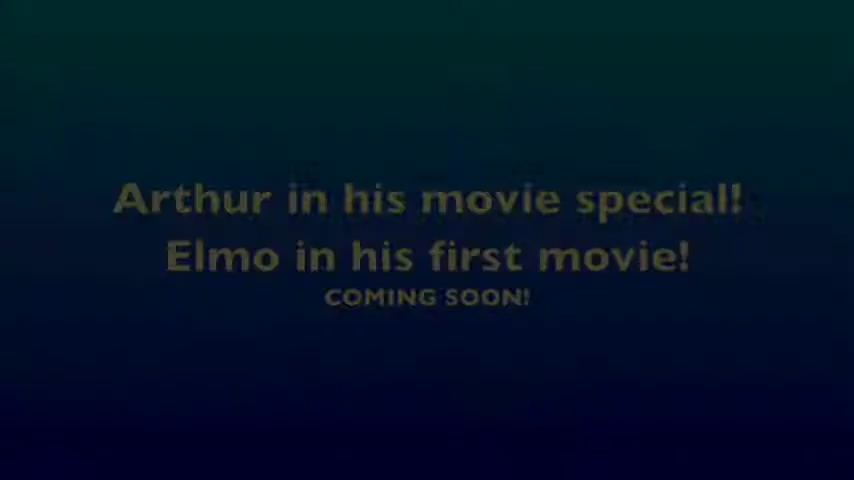 Arthur in his movie special!
Elmo in his first movie!
COMING SOON!